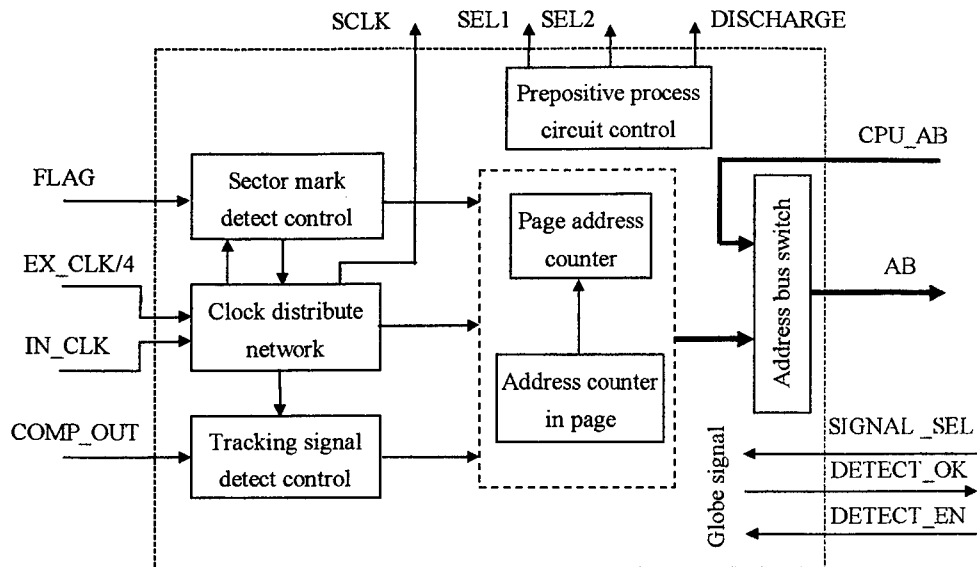 SCLK
SEL1
SEL2
DISCHARGE
Prepositive process
circuit control
CPU_AB
FLAG
Sector mark
detect control
Page address
counter
Address bus switch
AB
EX_CLK/4
Clock distribute
network
IN_CLK
Address counter
in page
COMP_OUT
Tracking signal
detect control
Globe signal
SIGNAL _SEL
DETECT_OK
DETECT_EN